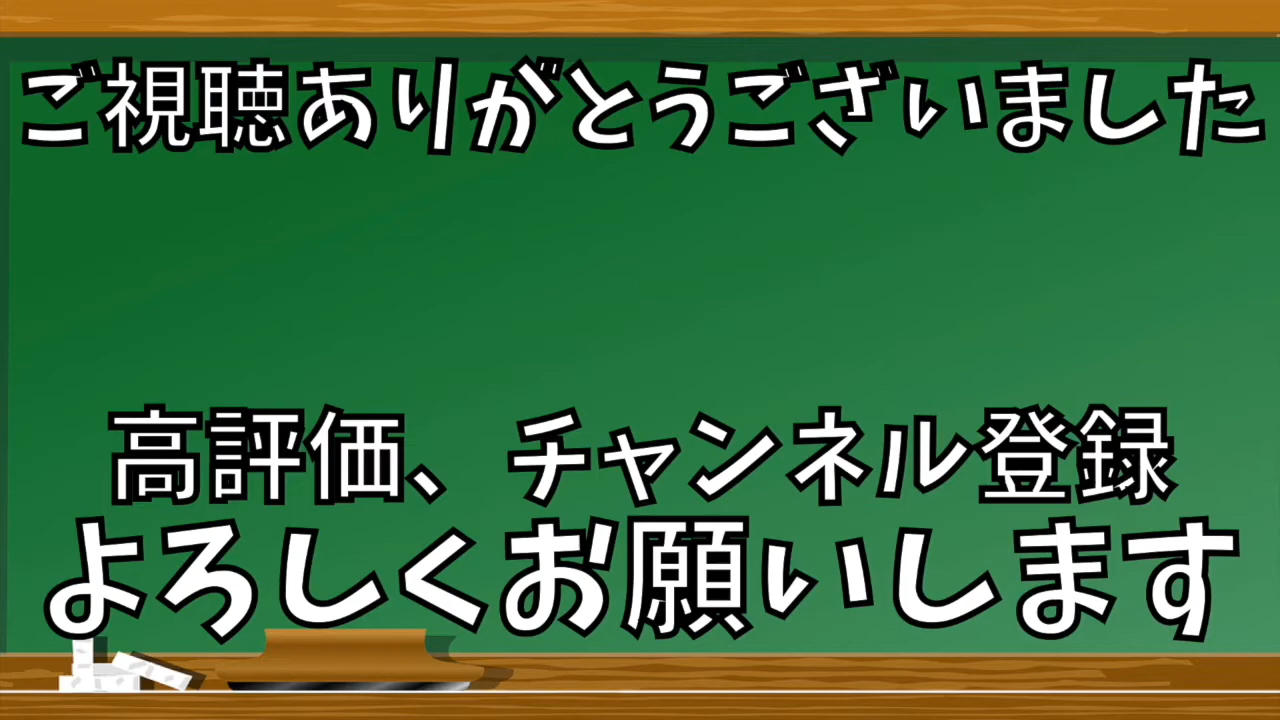 ご視聴ありがとうございました
高評価、チャンネル登録
よろしくお願いします